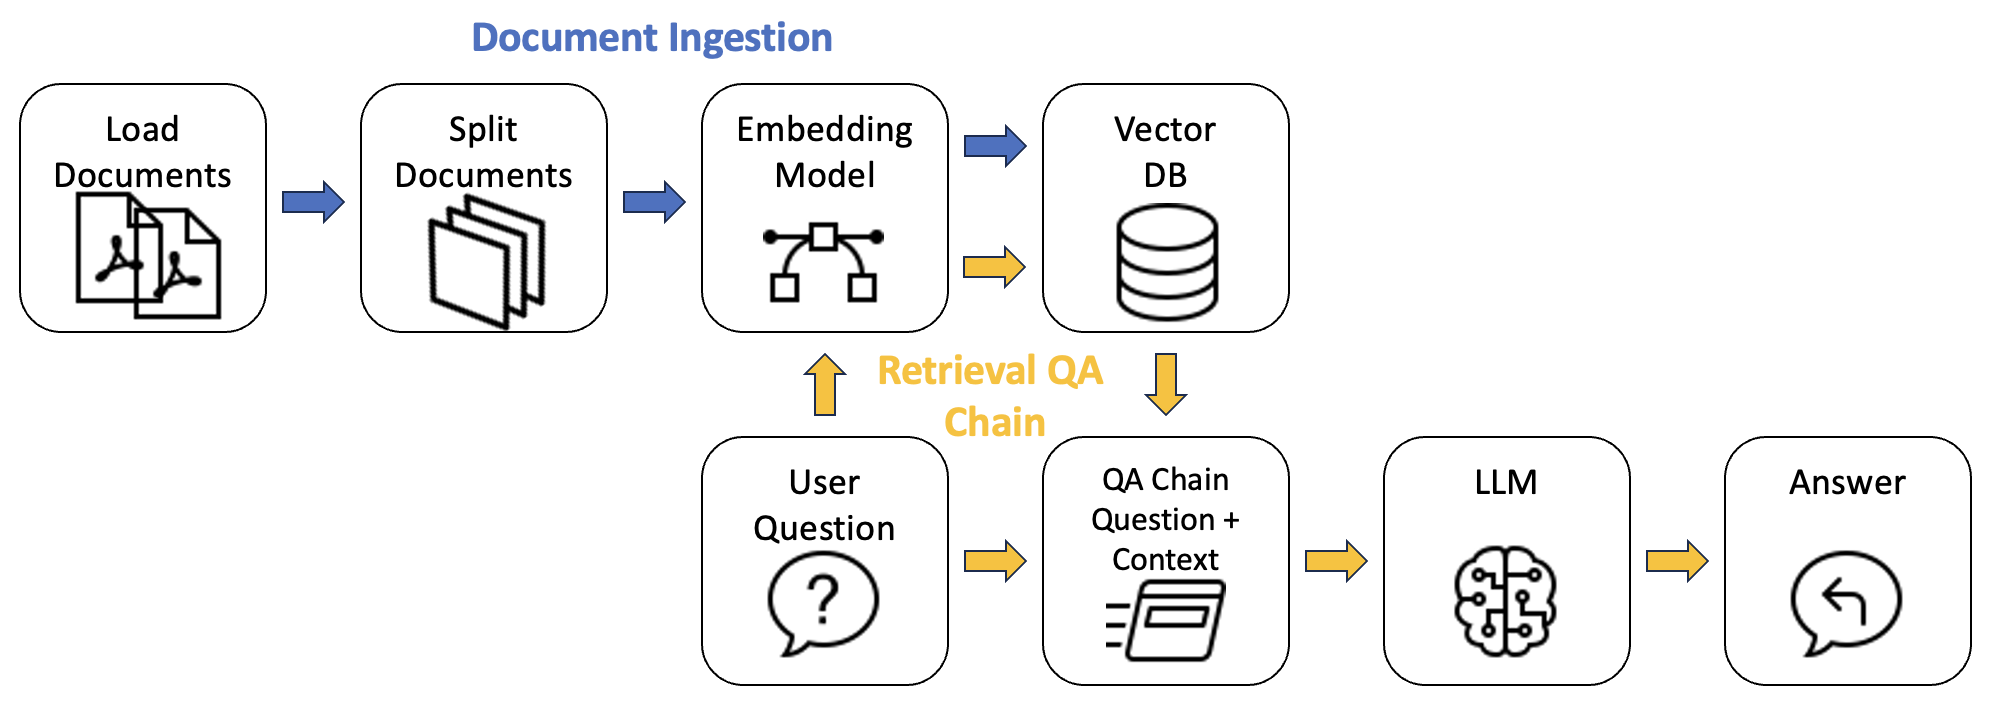 Document Ingestion
Load
Documents
Split
Documents
Embedding
Model
Vector
DB
Retrieval QA
Chain
User
Question
?
QA Chain
Question +
Context
LLM
Answer